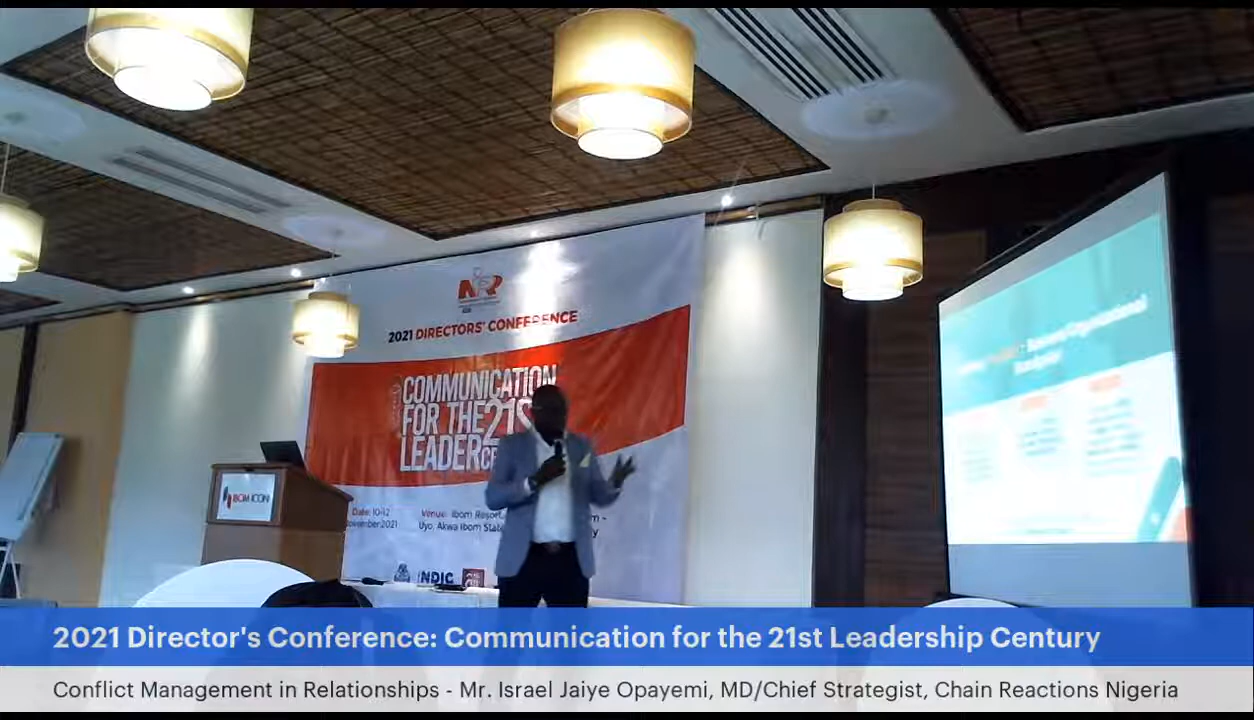 NIPR
2021 DIRECTORS' CONFERENCE
COMMUNICATION
FOR THE 21S
LEADER
IBOM ICON
Date: 10-12
November 2021
Venue: Ibom Resort,
Uyo, Akwa Ibom State
NDIC
2021 Director's Conference: Communication for the 21st Leadership Century
Conflict Management in Relationships - Mr. Israel Jaiye Opayemi, MD/Chief Strategist, Chain Reactions Nigeria